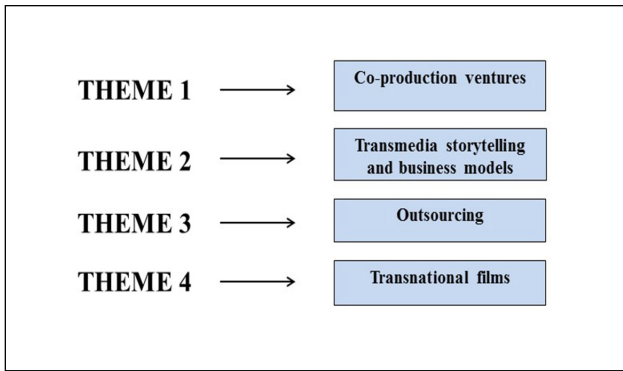 THEME 1
Co-production ventures
THEME 2
Transmedia storytelling
and business models
THEME 3
Outsourcing
THEME 4
Transnational films